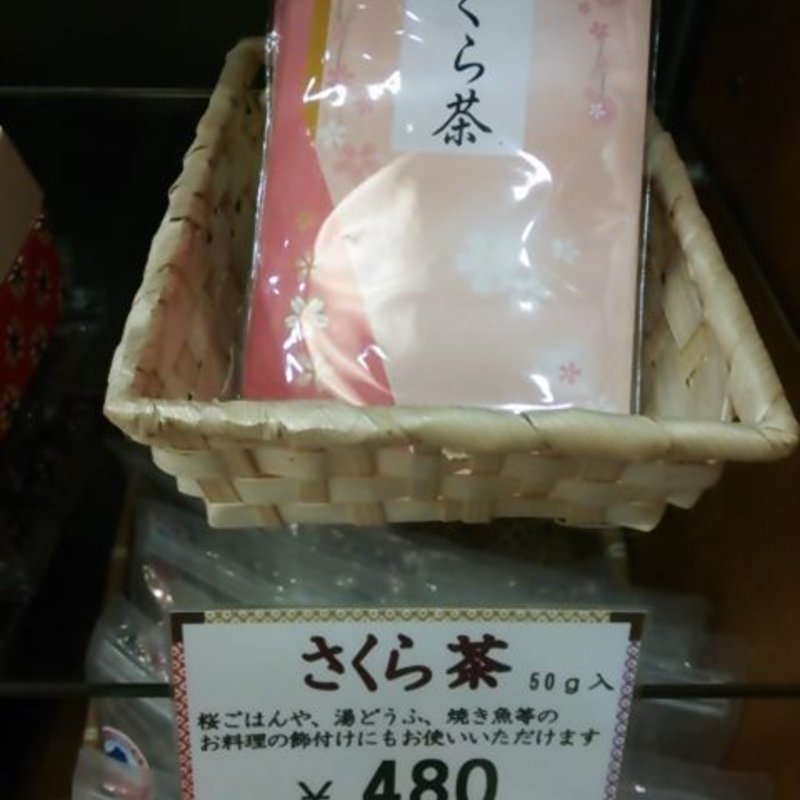 くら茶
さくら茶 50g入
桜ごはんや、湯どうふ、焼き魚等の
お料理の飾付けにもお使いいただけます
¥ 480